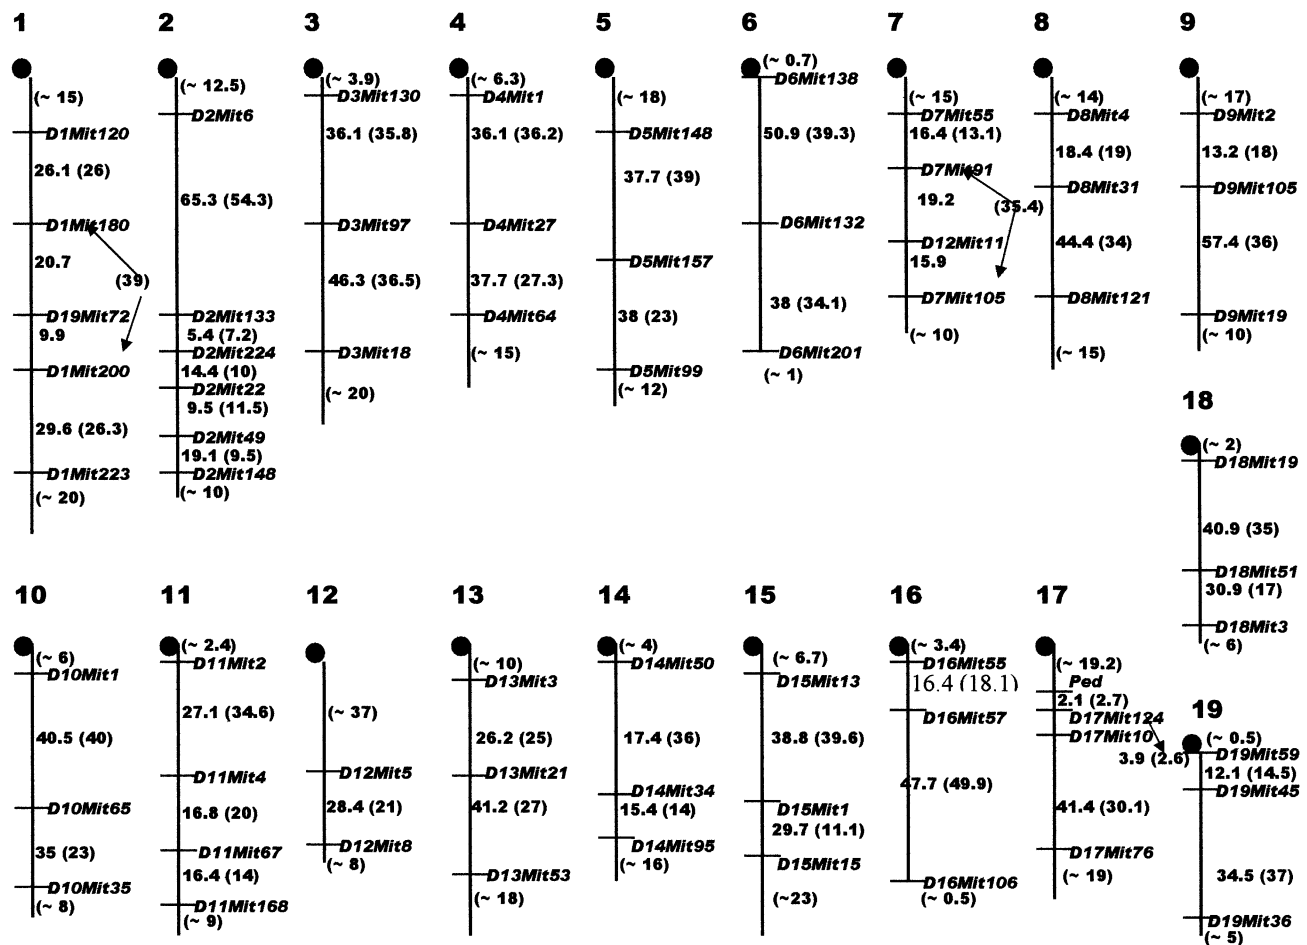 1
(~ 15)
D1Mit120
26.1 (26)
D1Mit180
20.7
(39)
D19Mit72
9.9
D1Mit200
29.6 (26.3)
D1Mit223
(~ 20)
2
(~ 12.5)
D2Mit6
65.3 (54.3)
D2Mit133
5.4 (7.2)
D2Mit224
14.4 (10)
D2Mit22
9.5 (11.5)
D2Mit49
19.1 (9.5)
D2Mit148
(~ 10)
3
(~ 3.9)
D3Mit130
36.1 (35.8)
D3Mit97
46.3 (36.5)
D3Mit18
(~ 20)
4
(~ 6.3)
D4Mit1
36.1 (36.2)
D4Mit27
37.7 (27.3)
D4Mit64
(~ 15)
5
(~ 18)
D5Mit148
37.7 (39)
D5Mit157
38 (23)
D5Mit99
(~ 12)
6
(~ 0.7)
D6Mit138
50.9 (39.3)
D6Mit132
38 (34.1)
D6Mit201
(~ 1)
7
(~ 15)
D7Mit55
16.4 (13.1)
D7Mit91
19.2
(35.4)
D12Mit11
15.9
D7Mit105
(~ 10)
8
(~ 14)
D8Mit4
18.4 (19)
D8Mit31
44.4 (34)
D8Mit121
(~ 15)
9
(~ 17)
D9Mit2
13.2 (18)
D9Mit105
57.4 (36)
D9Mit19
(~ 10)
10
(~ 6)
D10Mit1
40.5 (40)
D10Mit65
35 (23)
D10Mit35
(~ 8)
11
(~ 2.4)
D11Mit2
27.1 (34.6)
D11Mit4
16.8 (20)
D11Mit67
16.4 (14)
D11Mit168
(~ 9)
12
(~ 37)
D12Mit5
28.4 (21)
D12Mit8
(~ 8)
13
(~ 10)
D13Mit3
26.2 (25)
D13Mit21
41.2 (27)
D13Mit53
(~ 18)
14
(~ 4)
D14Mit50
17.4 (36)
D14Mit34
15.4 (14)
D14Mit95
(~ 16)
15
(~ 6.7)
D15Mit13
38.8 (39.6)
D15Mit1
29.7 (11.1)
D15Mit15
(~23)
16
(~ 3.4)
D16Mit55
16.4 (18.1)
D16Mit57
47.7 (49.9)
D16Mit106
(~ 0.5)
17
(~ 19.2)
Ped
2.1 (2.7)
D17Mit124
D17Mit10
3.9 (2.6)
41.4 (30.1)
D17Mit76
(~ 19)
18
(~ 2)
D18Mit19
40.9 (35)
D18Mit51
30.9 (17)
D18Mit3
(~ 6)
19
(~ 0.5)
D19Mit59
12.1 (14.5)
D19Mit45
34.5 (37)
D19Mit36
(~ 5)